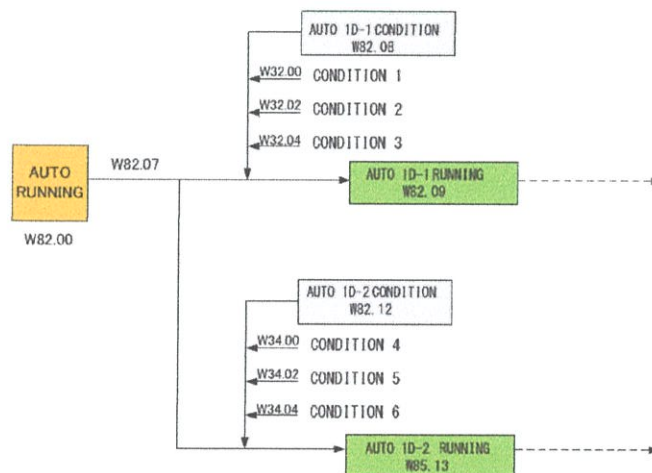 AUTO 1D-1 CONDITION
W82.08
W32.00 CONDITION 1
W32.02 CONDITION 2
W32.04 CONDITION 3
AUTO
RUNNING
W82.07
W82.00
AUTO 1D-1 RUNNING
W82.09
AUTO 1D-2 CONDITION
W82.12
W34.00 CONDITION 4
W34.02 CONDITION 5
W34.04 CONDITION 6
AUTO 1D-2 RUNNING
W85.13